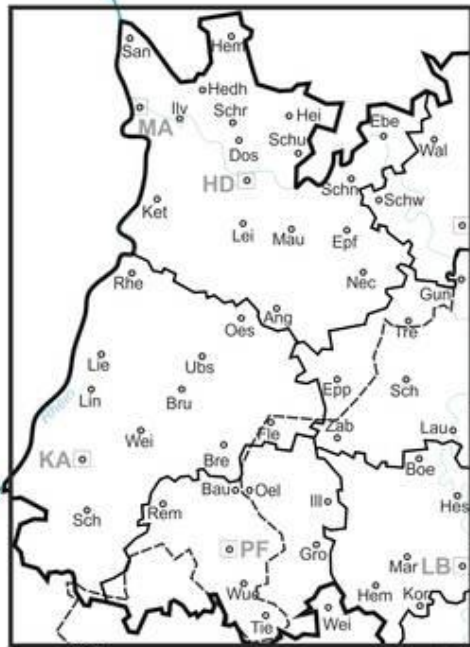 San
Hem
Hedh
Ilv
Schr
Hei
MA
Ebe
Dos
Schu
Wal
HD
Schn
Schw
Ket
Lei
Mau
Epf
Rhe
Nec
Gun
Ang
Oes
Tre
Lie
Ubs
Epp
Sch
Lin
Bru
Rhein
Wei
Fle
Zab
Lau
KA
Bre
Boe
Bau
Oel
Ill
Hes
Sch
Rem
PF
Gro
Mar
LB
Wue
Hem
Kor
Tie
Wei